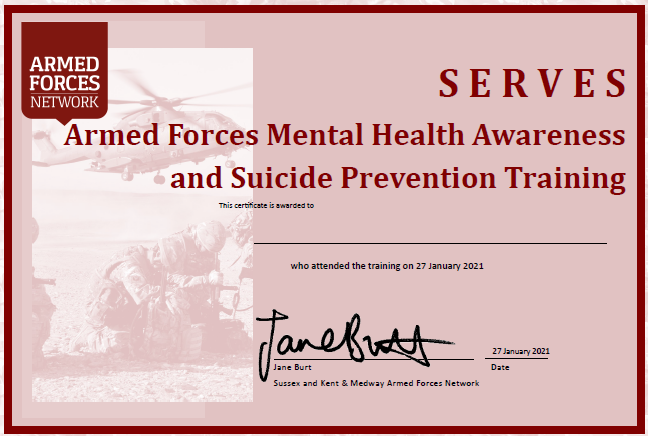 ARMED
FORCES
NETWORK
S E R V E S
Armed Forces Mental Health Awareness
and Suicide Prevention Training
This certificate is awarded to
who attended the training on 27 January 2021
Jane Burtt
27 January 2021
Jane Burt
Date
Sussex and Kent & Medway Armed Forces Network